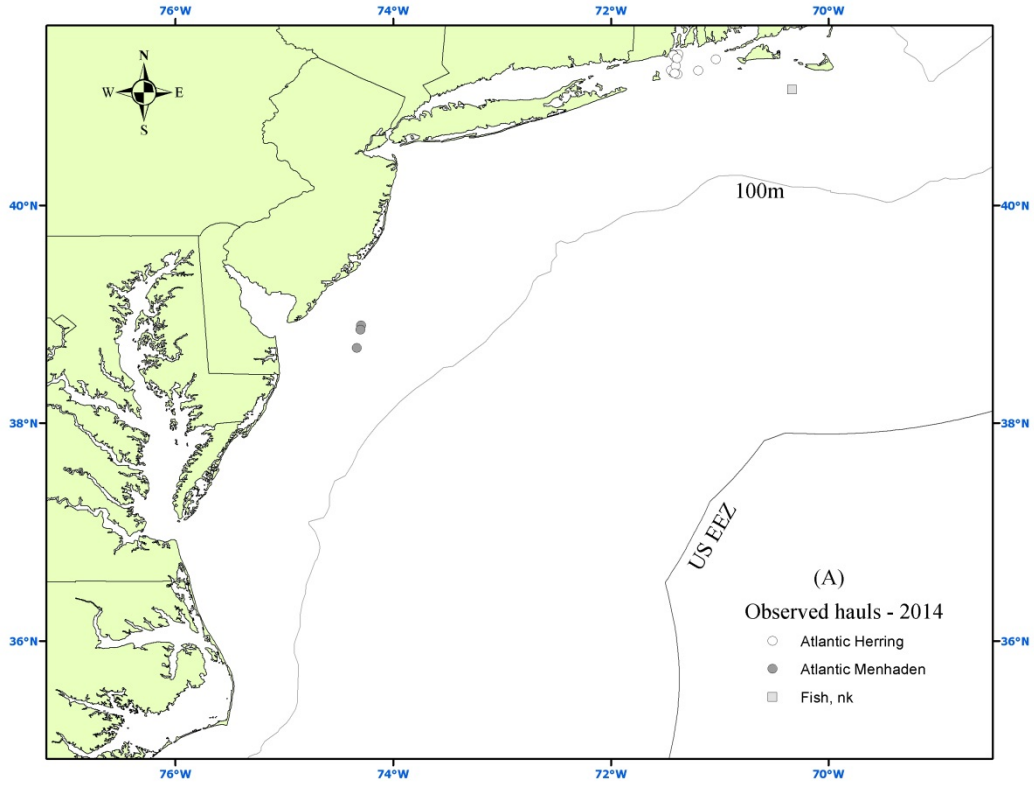 76°W 74°W 72°W 70°W
N
W E
S
100m
40°N 40°N
38°N 38°N
US EEZ
(A)
Observed hauls - 2014
36°N 36°N
Atlantic Herring
Atlantic Menhaden
Fish, nk
76°W 74°W 72°W 70°W